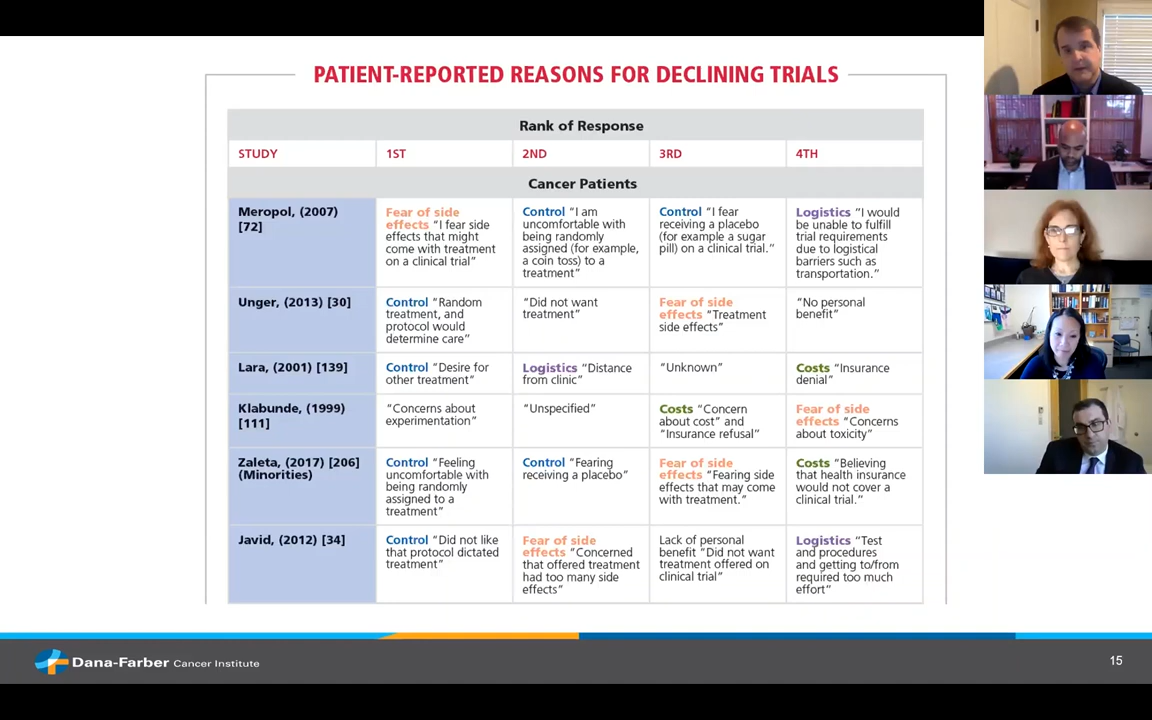 PATIENT-REPORTED REASONS FOR DECLINING TRIALS
Rank of Response
STUDY
1ST
2ND
3RD
4TH
Cancer Patients
Meropol, (2007)
[72]
Fear of side
effects “I fear side
effects that might
come with treatment
on a clinical trial”
Control “I am
uncomfortable with
being randomly
assigned (for example,
a coin toss) to a
treatment”
Control “I fear
receiving a placebo
(for example a sugar
pill) on a clinical trial.”
Logistics “I would
be unable to fulfill
trial requirements
due to logistical
barriers such as
transportation.”
Unger, (2013) [30]
Control “Random
treatment, and
protocol would
determine care”
“Did not want
treatment”
Fear of side
effects “Treatment
side effects”
“No personal
benefit”
Lara, (2001) [139]
Control “Desire for
other treatment”
Logistics “Distance
from clinic”
“Unknown”
Costs “Insurance
denial”
Klabunde, (1999)
[111]
“Concerns about
experimentation”
“Unspecified”
Costs “Concern
about cost” and
“Insurance refusal”
Fear of side
effects “Concerns
about toxicity”
Zaleta, (2017) [206]
(Minorities)
Control “Feeling
uncomfortable with
being randomly
assigned to a
treatment”
Control “Fearing
receiving a placebo”
Fear of side
effects “Fearing side
effects that may come
with treatment.”
Costs “Believing
that health insurance
would not cover a
clinical trial.”
Javid, (2012) [34]
Control “Did not like
that protocol dictated
treatment”
Fear of side
effects “Concerned
that offered treatment
had too many side
effects”
Lack of personal
benefit “Did not want
treatment offered on
clinical trial”
Logistics “Test
and procedures
and getting to/from
required too much
effort”
Dana-Farber Cancer Institute
15